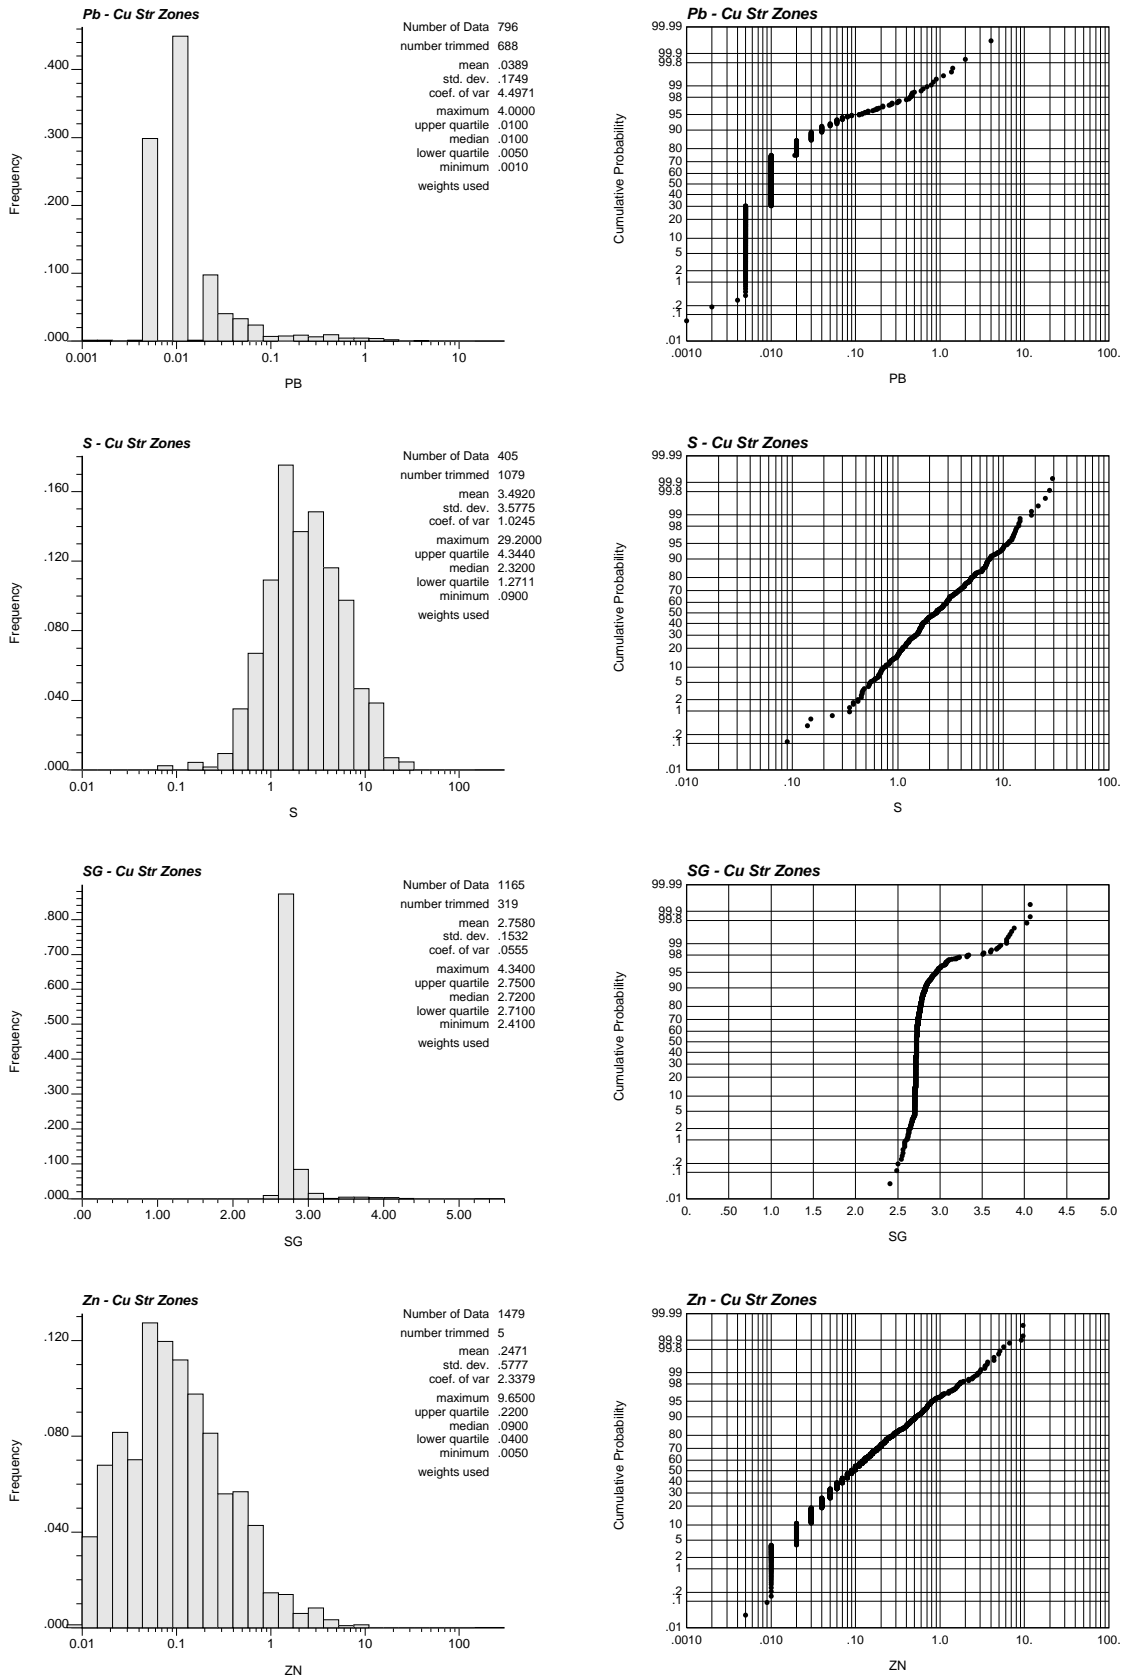 Pb - Cu Str Zones
Number of Data 796
number trimmed 688
mean .0389
std. dev. .1749
coef. of var 4.4971
maximum 4.0000
upper quartile .0100
median .0100
lower quartile .0050
minimum .0010
weights used
Frequency
.400
.300
.200
.100
.000
0.001 0.01 0.1 1 10
PB
Pb - Cu Str Zones
Cumulative Probability
99.99
99.9
99.8
99
98
95
90
80
70
60
50
40
30
20
10
5
2
1
.2
.1
.01
.0010 .010 .10 1.0 10. 100.
PB
S - Cu Str Zones
Number of Data 405
number trimmed 1079
mean 3.4920
std. dev. 3.5775
coef. of var 1.0245
maximum 29.2000
upper quartile 4.3440
median 2.3200
lower quartile 1.2711
minimum .0900
weights used
Frequency
.160
.120
.080
.040
.000
0.01 0.1 1 10 100
S
S - Cu Str Zones
Cumulative Probability
99.99
99.9
99.8
99
98
95
90
80
70
60
50
40
30
20
10
5
2
1
.2
.1
.01
.010 .10 1.0 10. 100.
S
SG - Cu Str Zones
Number of Data 1165
number trimmed 319
mean 2.7580
std. dev. .1532
coef. of var .0555
maximum 4.3400
upper quartile 2.7500
median 2.7200
lower quartile 2.7100
minimum 2.4100
weights used
Frequency
.800
.700
.600
.500
.400
.300
.200
.100
.000
.00 1.00 2.00 3.00 4.00 5.00
SG
SG - Cu Str Zones
Cumulative Probability
99.99
99.9
99.8
99
98
95
90
80
70
60
50
40
30
20
10
5
2
1
.2
.1
.01
0. .50 1.0 1.5 2.0 2.5 3.0 3.5 4.0 4.5 5.0
SG
Zn - Cu Str Zones
Number of Data 1479
number trimmed 5
mean .2471
std. dev. .5777
coef. of var 2.3379
maximum 9.6500
upper quartile .2200
median .0900
lower quartile .0400
minimum .0050
weights used
Frequency
.120
.080
.040
.000
0.01 0.1 1 10 100
ZN
Zn - Cu Str Zones
Cumulative Probability
99.99
99.9
99.8
99
98
95
90
80
70
60
50
40
30
20
10
5
2
1
.2
.1
.01
.0010 .010 .10 1.0 10. 100.
ZN